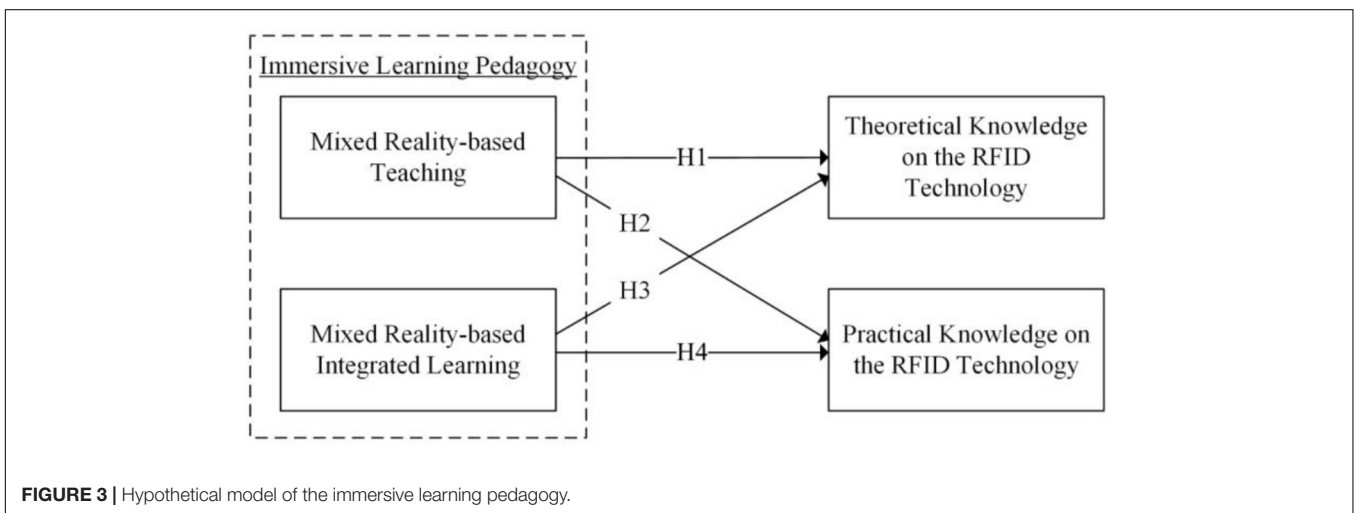 Immersive Learning Pedagogy
Mixed Reality-based
Teaching
H1
Theoretical Knowledge
on the RFID
Technology
H2
H3
Mixed Reality-based
Integrated Learning
H4
Practical Knowledge on
the RFID Technology
FIGURE 3 | Hypothetical model of the immersive learning pedagogy.